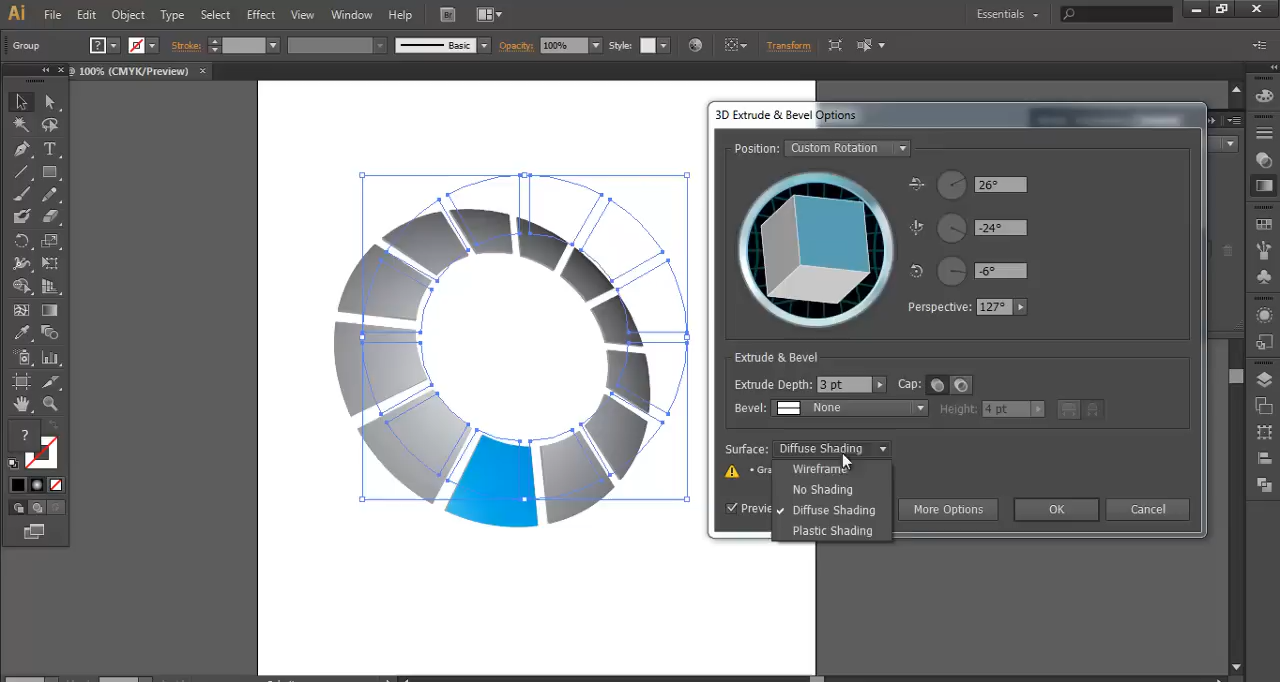 Ai File Edit Object Type Select Effect View Window Help Br Essentials
Group ? Stroke: Basic Opacity: 100% Style: Transform
@ 100% (CMYK/Preview) ×
3D Extrude & Bevel Options
Position: Custom Rotation
26°
-24°
-6°
Perspective: 127°
Extrude & Bevel
Extrude Depth: 3 pt Cap:
Bevel: None Height: 4 pt
?
Surface: Diffuse Shading
• Gra
Wireframe
No Shading
Diffuse Shading
Plastic Shading
Previe
More Options OK Cancel